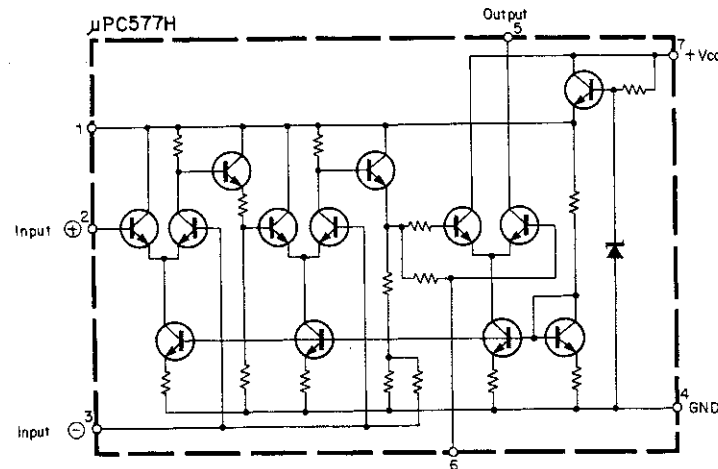 μPC577H
Output
5
7
+Vcc
1
2
Input ⊕
4
GND
3
Input ⊖
6